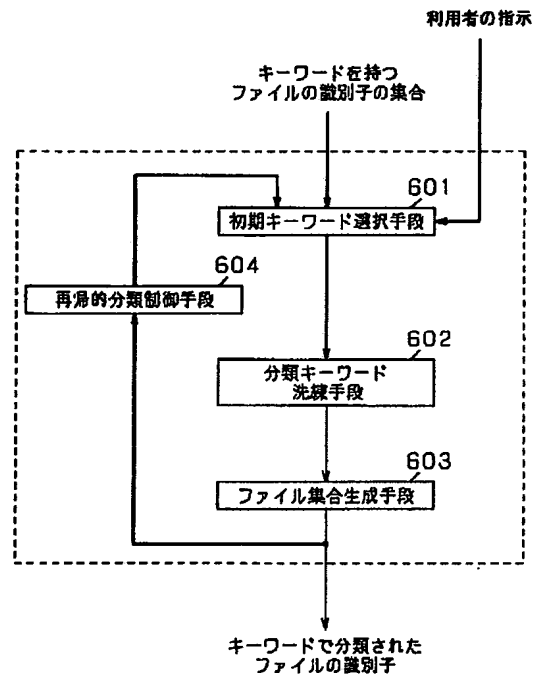 利用者の指示
キーワードを持つ
ファイルの識別子の集合
601
初期キーワード選択手段
604
再帰的分類制御手段
602
分類キーワード
洗練手段
603
ファイル集合生成手段
キーワードで分類された
ファイルの識別子